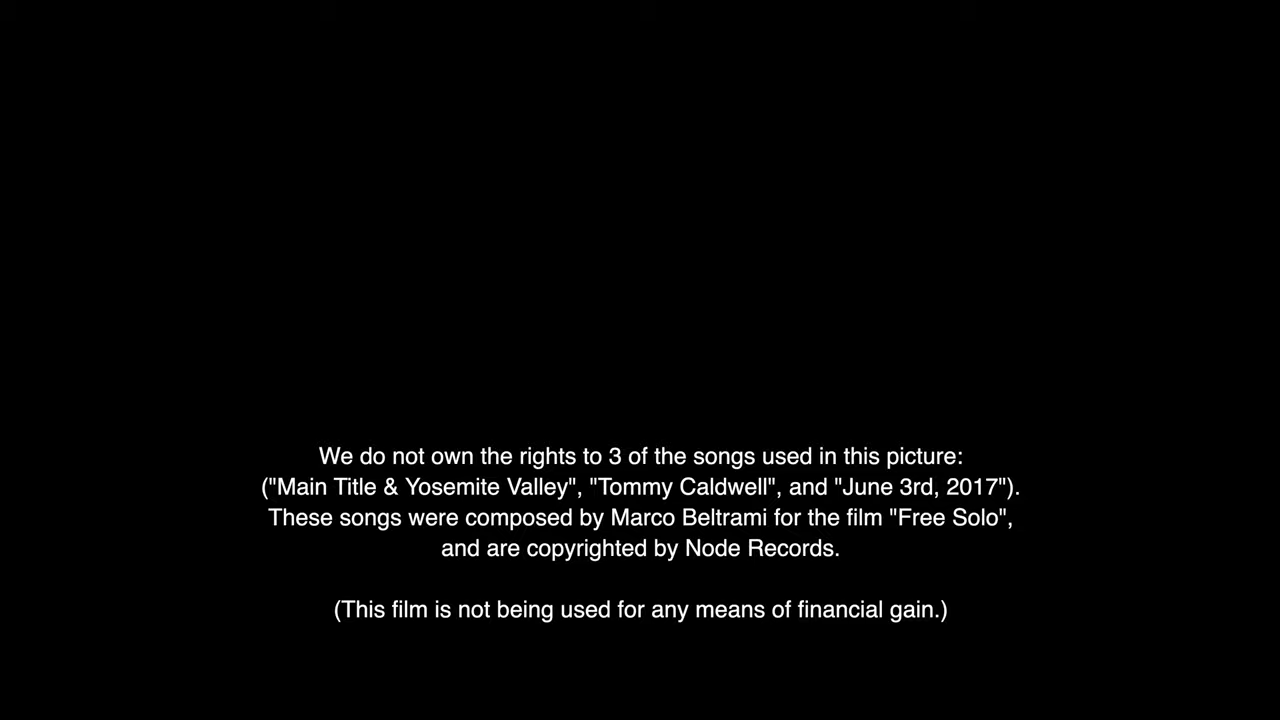 We do not own the rights to 3 of the songs used in this picture:
("Main Title & Yosemite Valley", "Tommy Caldwell", and "June 3rd, 2017").
These songs were composed by Marco Beltrami for the film "Free Solo",
and are copyrighted by Node Records.
(This film is not being used for any means of financial gain.)